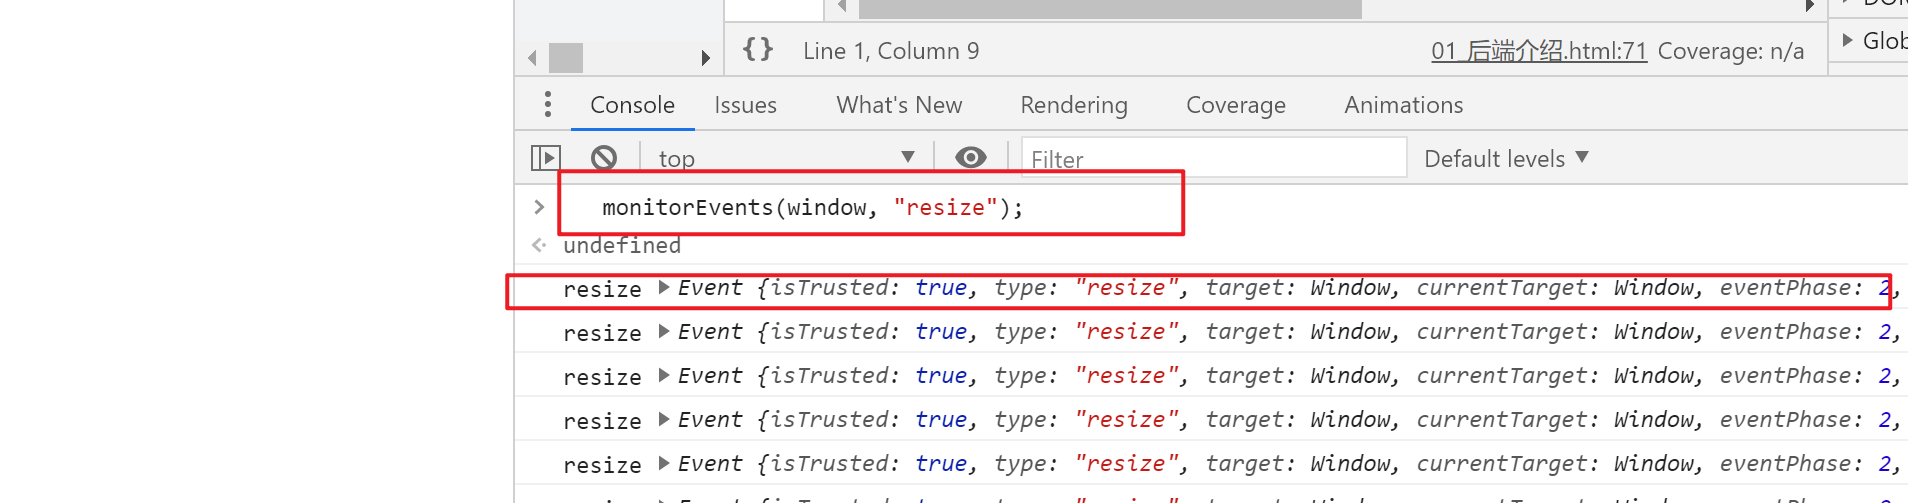 DOM
Glob
{} Line 1, Column 9 01_后端介绍.html:71 Coverage: n/a
Console Issues What's New Rendering Coverage Animations
top Filter Default levels
monitorEvents(window, "resize");
undefined
resize Event {isTrusted: true, type: "resize", target: Window, currentTarget: Window, eventPhase: 2,
resize Event {isTrusted: true, type: "resize", target: Window, currentTarget: Window, eventPhase: 2,
resize Event {isTrusted: true, type: "resize", target: Window, currentTarget: Window, eventPhase: 2,
resize Event {isTrusted: true, type: "resize", target: Window, currentTarget: Window, eventPhase: 2,
resize Event {isTrusted: true, type: "resize", target: Window, currentTarget: Window, eventPhase: 2,